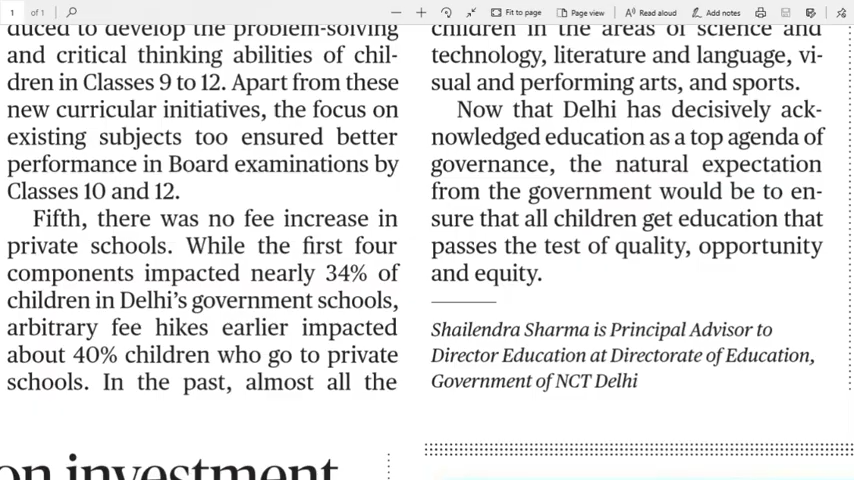 1 of 1 Fit to page Page view Read aloud Add notes
duced to develop the problem-solving
and critical thinking abilities of chil-
dren in Classes 9 to 12. Apart from these
new curricular initiatives, the focus on
existing subjects too ensured better
performance in Board examinations by
Classes 10 and 12.
Fifth, there was no fee increase in
private schools. While the first four
components impacted nearly 34% of
children in Delhi's government schools,
arbitrary fee hikes earlier impacted
about 40% children who go to private
schools. In the past, almost all the
on investment
children in the areas of science and
technology, literature and language, vi-
sual and performing arts, and sports.
Now that Delhi has decisively ack-
nowledged education as a top agenda of
governance, the natural expectation
from the government would be to en-
sure that all children get education that
passes the test of quality, opportunity
and equity.
Shailendra Sharma is Principal Advisor to
Director Education at Directorate of Education,
Government of NCT Delhi